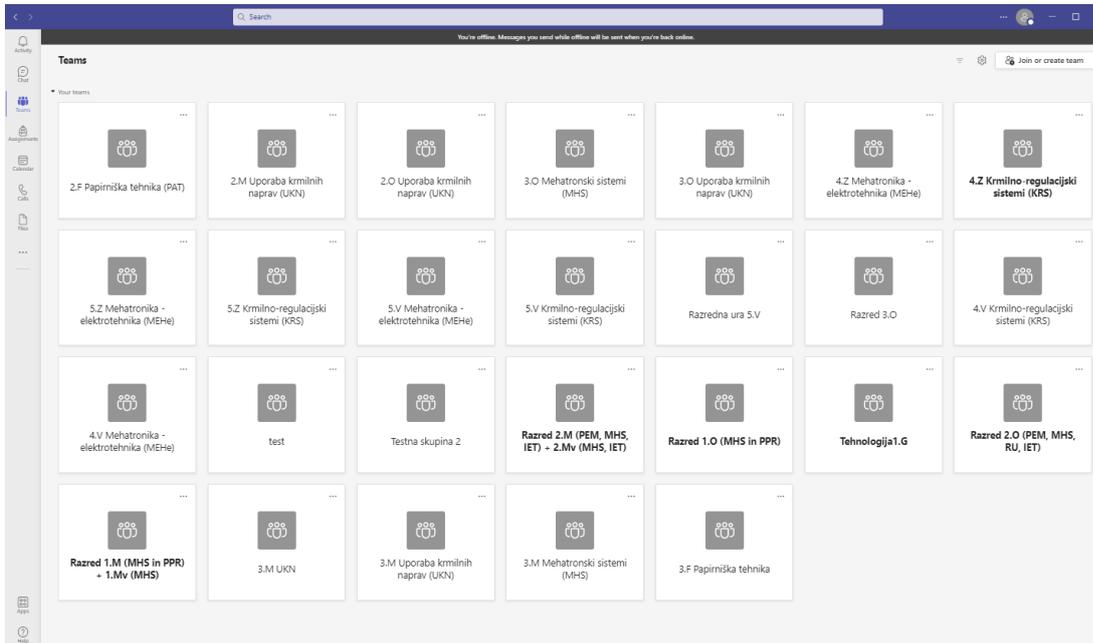 Search
You're offline. Messages you send while offline will be sent when you're back online.
Activity
Chat
Teams
Assignments
Calendar
Calls
Files
Apps
Help
Teams
Join or create team
Your teams
2.F Papirniška tehnika (PAT)
2.M Uporaba krmilnih
naprav (UKN)
2.O Uporaba krmilnih
naprav (UKN)
3.O Mehatronski sistemi
(MHS)
3.O Uporaba krmilnih
naprav (UKN)
4.Z Mehatronika -
elektrotehnika (MEHe)
4.Z Krmilno-regulacijski
sistemi (KRS)
5.Z Mehatronika -
elektrotehnika (MEHe)
5.Z Krmilno-regulacijski
sistemi (KRS)
5.V Mehatronika -
elektrotehnika (MEHe)
5.V Krmilno-regulacijski
sistemi (KRS)
Razredna ura 5.V
Razred 3.O
4.V Krmilno-regulacijski
sistemi (KRS)
4.V Mehatronika -
elektrotehnika (MEHe)
test
Testna skupina 2
Razred 2.M (PEM, MHS,
IET) + 2.Mv (MHS, IET)
Razred 1.O (MHS in PPR)
Tehnologija1.G
Razred 2.O (PEM, MHS,
RU, IET)
Razred 1.M (MHS in PPR)
+ 1.Mv (MHS)
3.M UKN
3.M Uporaba krmilnih
naprav (UKN)
3.M Mehatronski sistemi
(MHS)
3.F Papirniška tehnika